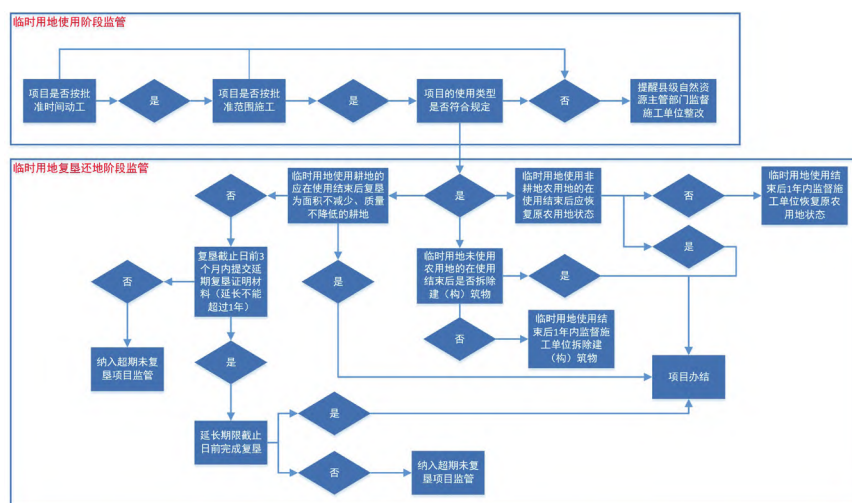 临时用地使用阶段监管
项目是否按批
准时间动工
是
项目是否按批
准范围施工
是
项目的使用类型
是否符合规定
否
提醒县级自然资
源主管部门监督
施工单位整改
临时用地复垦还地阶段监管
否
临时用地使用耕地的
应在使用结束后复垦
为面积不减少、质量
不降低的耕地
是
临时用地使用非
耕地农用地的在
使用结束后应恢
复原农用地状态
否
临时用地使用结
束后1年内监督施
工单位恢复原农
用地状态
是
复垦截止日前3
个月内提交延
期复垦证明材
料（延长不能
超过1年）
否
是
临时用地未使用
农用地的在使用
结束后是否拆除
建（构）筑物
是
否
临时用地使用结
束后1年内监督施
工单位拆除建
（构）筑物
纳入超期未复
垦项目监管
是
项目办结
延长期限截止
日前完成复垦
是
否
纳入超期未复
垦项目监管